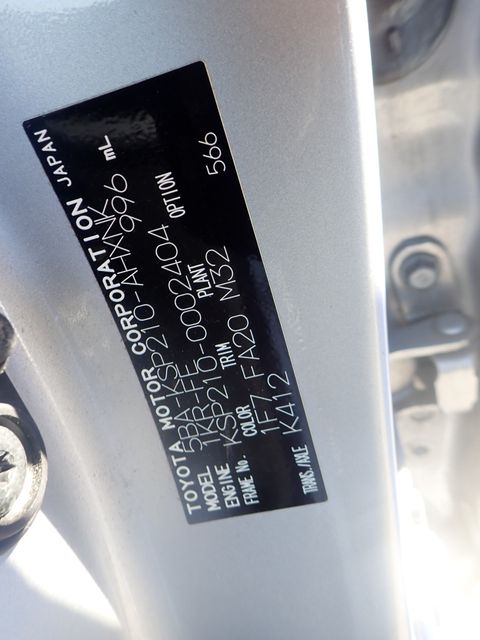 TOYOTA MOTOR CORPORATION JAPAN
MODEL 5BA-KSP210-AHXNK
ENGINE 1KR-FE 996 mL
FRAME No. KSP210-0002404
COLOR TRIM PLANT OPTION
1F7 FA20 M32 566
TRANS./AXLE K412